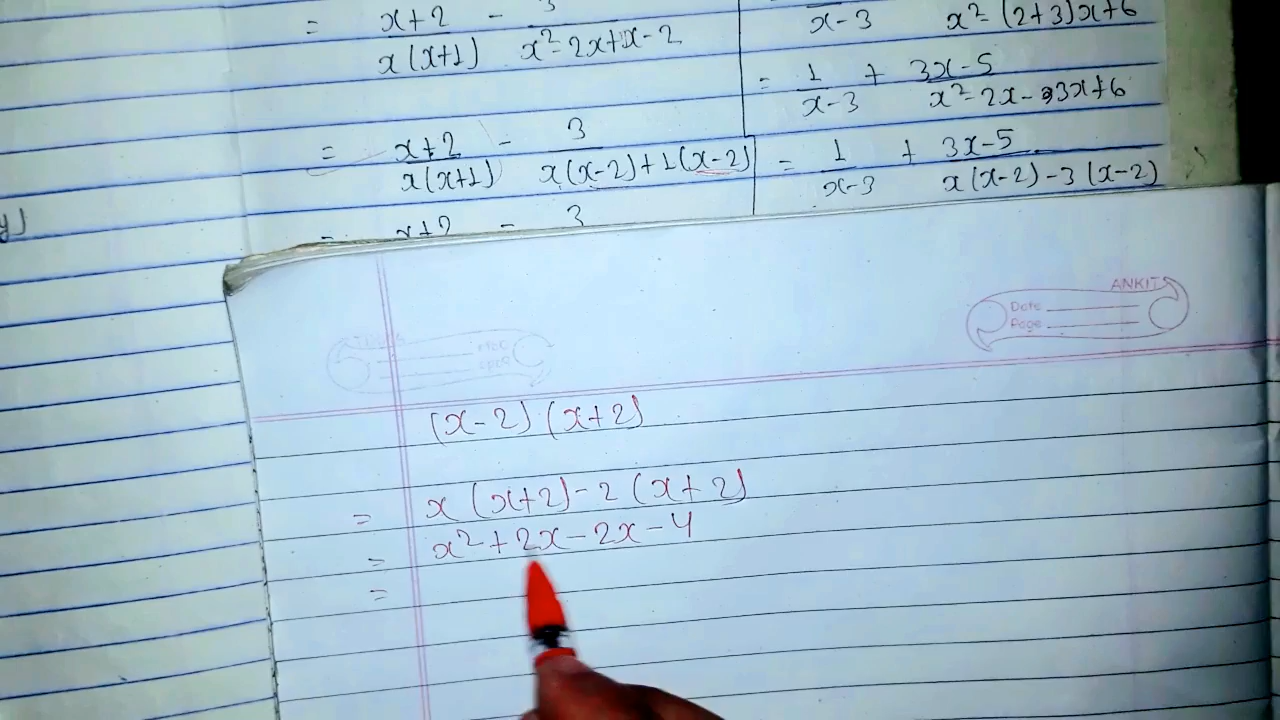 = x+2/x(x+1) - 3/x²-2x+x-2
= x+2/x(x+1) - 3/x(x-2)+1(x-2)
= x+2 - 3
x-3 x²-(2+3)x+6
= 1/x-3 + 3x-5/x²-2x-3x+6
= 1/x-3 + 3x-5/x(x-2)-3(x-2)
ANKIT
Date
Page
(x-2)(x+2)
= x(x+2)-2(x+2)
= x²+2x-2x-4
=